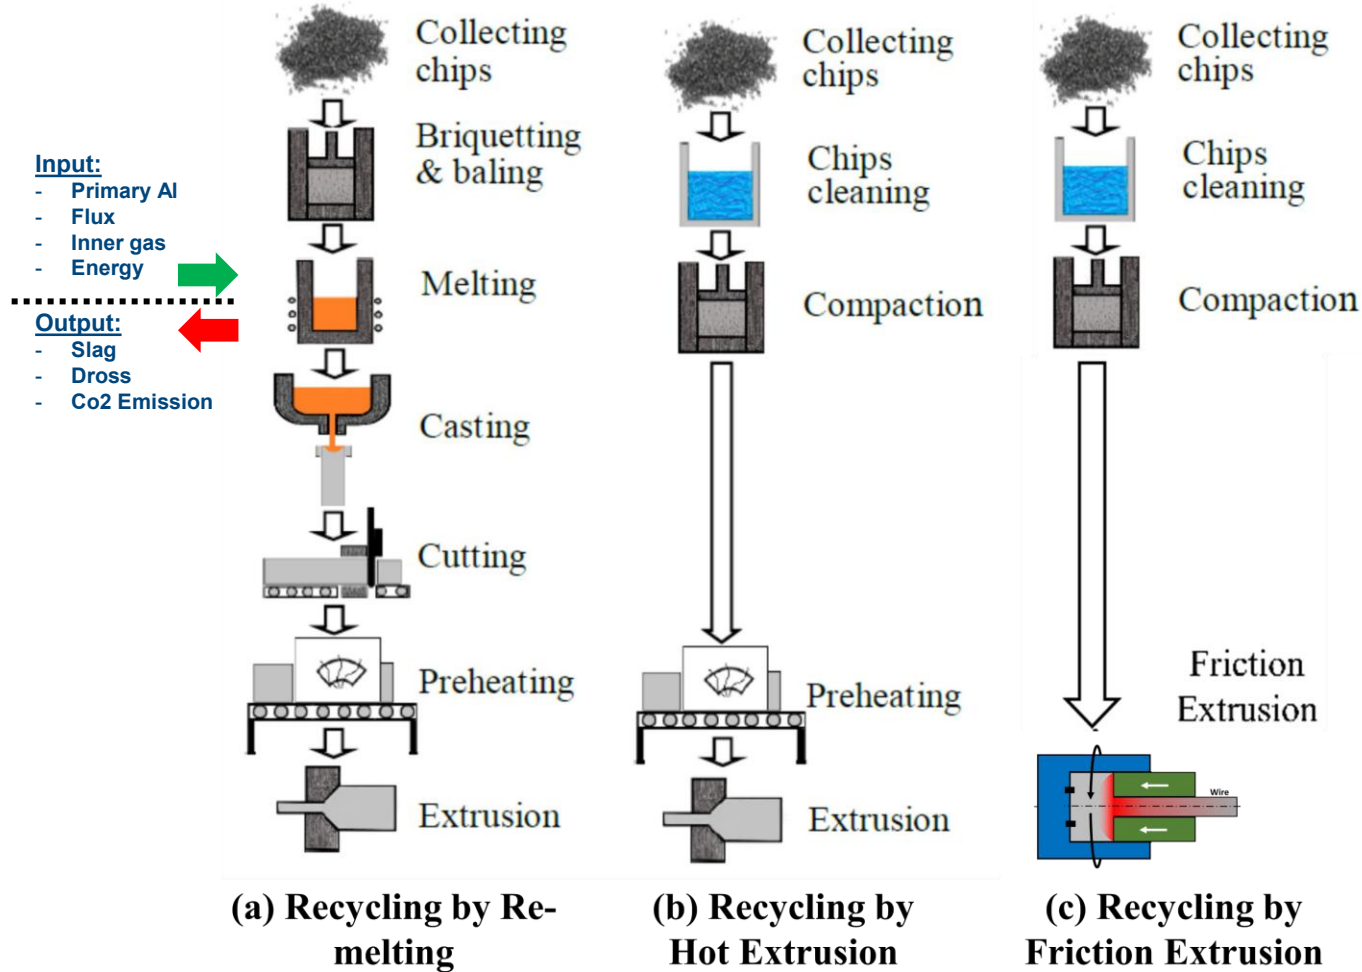 Input:
- Primary Al
- Flux
- Inner gas
- Energy
Output:
- Slag
- Dross
- Co2 Emission
Collecting
chips
Briquetting
& baling
Melting
Casting
Cutting
Preheating
Extrusion
(a) Recycling by Re-
melting
Collecting
chips
Chips
cleaning
Compaction
Preheating
Extrusion
(b) Recycling by
Hot Extrusion
Collecting
chips
Chips
cleaning
Compaction
Friction
Extrusion
Wire
(c) Recycling by
Friction Extrusion